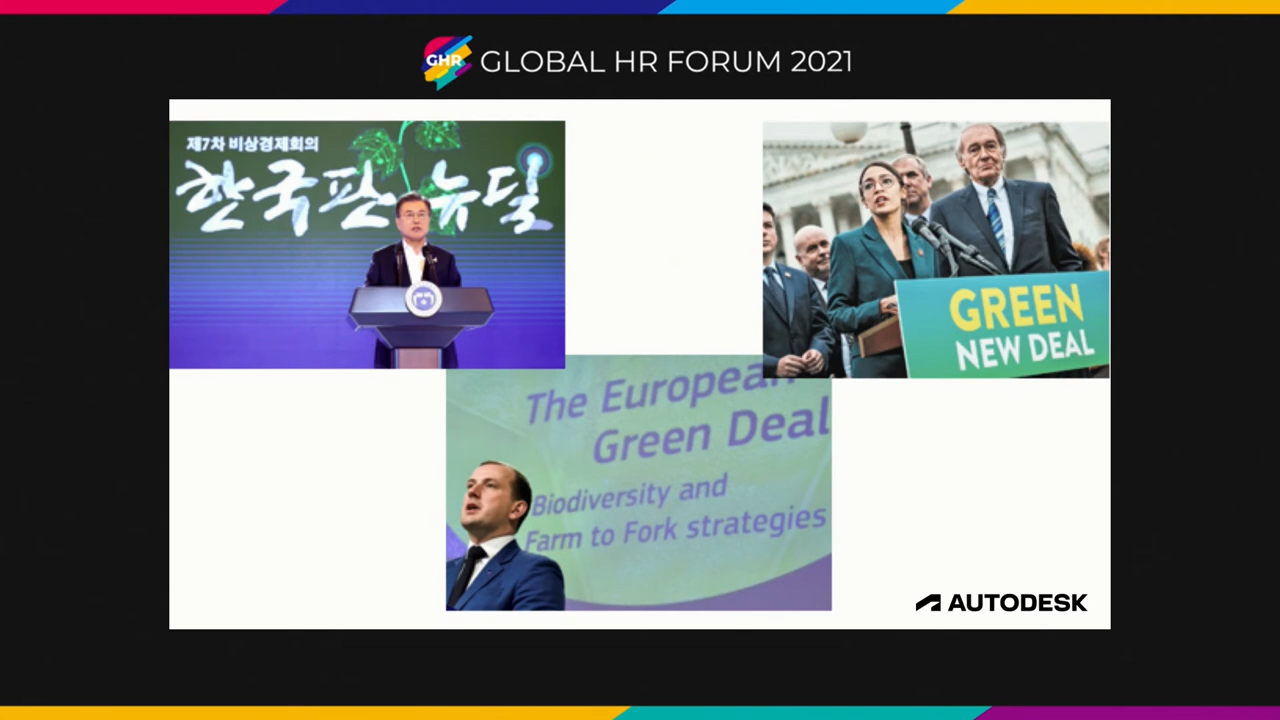 GHR GLOBAL HR FORUM 2021
제7차 비상경제회의
한국판 뉴딜
GREEN
NEW DEAL
The European
Green Deal
Biodiversity and
Farm to Fork strategies
AUTODESK